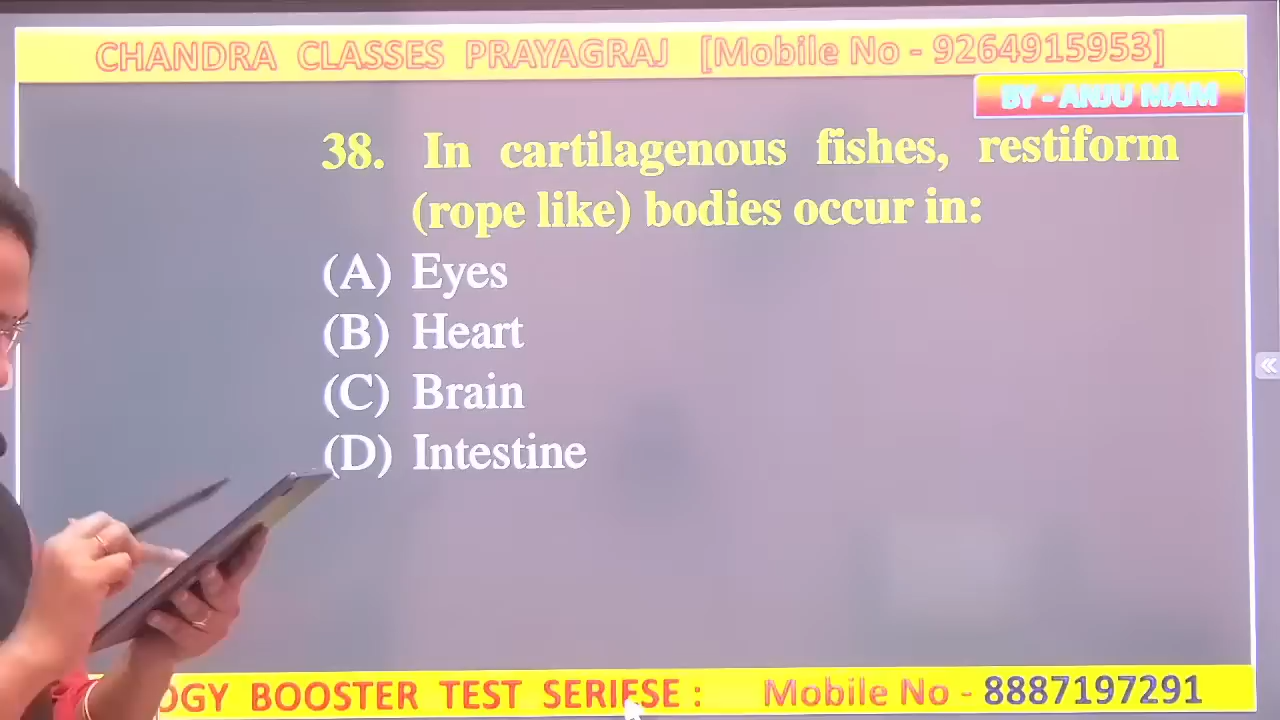 CHANDRA CLASSES PRAYAGRAJ [Mobile No - 9264915953]
BY - ANJU MAM
38. In cartilagenous fishes, restiform
(rope like) bodies occur in:
(A) Eyes
(B) Heart
(C) Brain
(D) Intestine
OGY BOOSTER TEST SERIESE : Mobile No - 8887197291